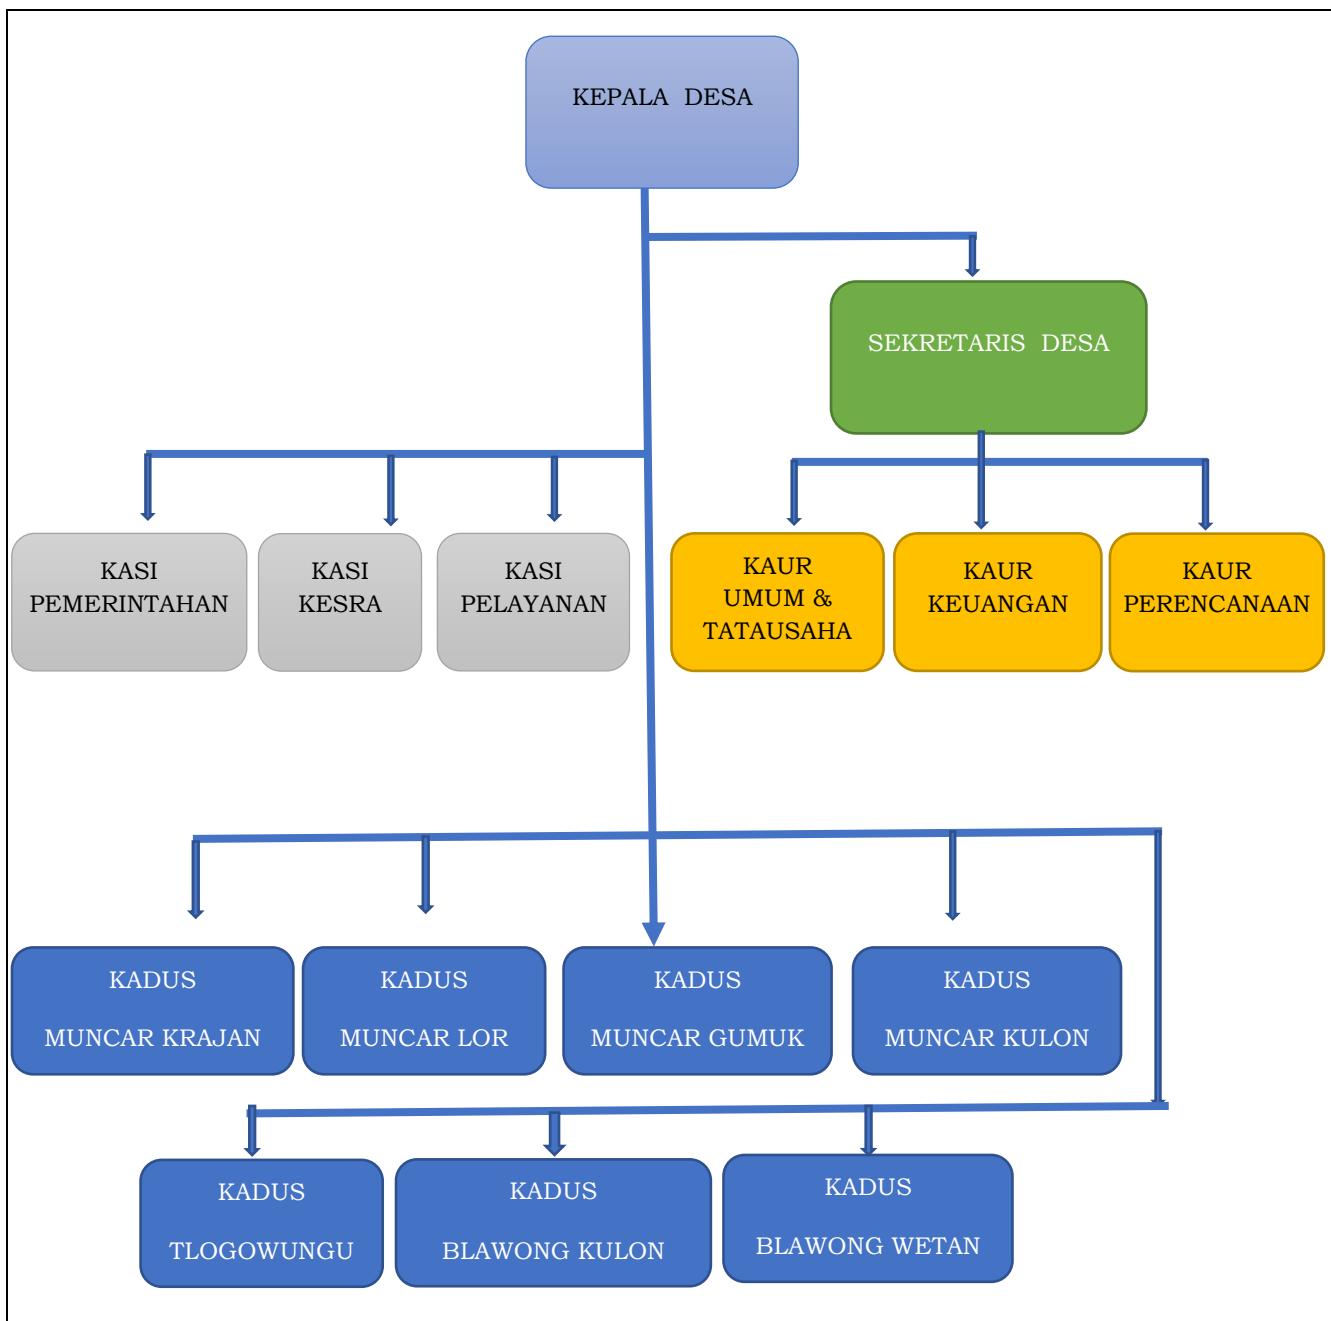 KEPALA DESA
SEKRETARIS DESA
KASI
PEMERINTAHAN
KASI
KESRA
KASI
PELAYANAN
KAUR
UMUM &
TATAUSAHA
KAUR
KEUANGAN
KAUR
PERENCANAAN
KADUS
MUNCAR KRAJAN
KADUS
MUNCAR LOR
KADUS
MUNCAR GUMUK
KADUS
MUNCAR KULON
KADUS
TLOGOWUNGU
KADUS
BLAWONG KULON
KADUS
BLAWONG WETAN